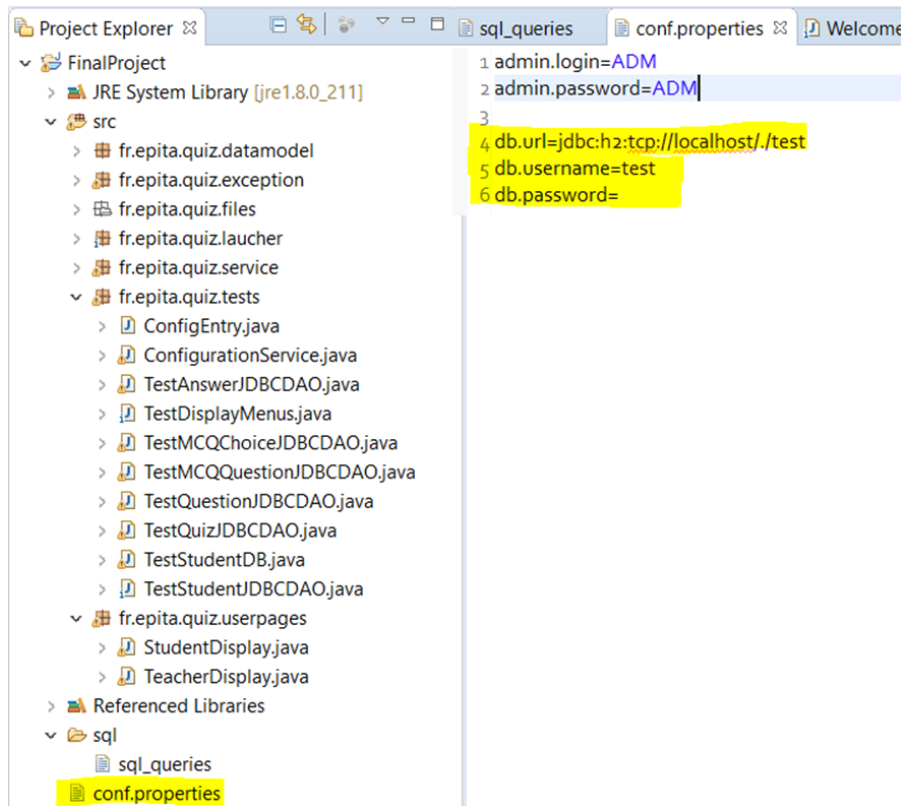 Project Explorer
FinalProject
JRE System Library [jre1.8.0_211]
src
fr.epita.quiz.datamodel
fr.epita.quiz.exception
fr.epita.quiz.files
fr.epita.quiz.laucher
fr.epita.quiz.service
fr.epita.quiz.tests
ConfigEntry.java
ConfigurationService.java
TestAnswerJDBCDAO.java
TestDisplayMenus.java
TestMCQChoiceJDBCDAO.java
TestMCQQuestionJDBCDAO.java
TestQuestionJDBCDAO.java
TestQuizJDBCDAO.java
TestStudentDB.java
TestStudentJDBCDAO.java
fr.epita.quiz.userpages
StudentDisplay.java
TeacherDisplay.java
Referenced Libraries
sql
sql_queries
conf.properties
sql_queries conf.properties Welcome
1 admin.login=ADM
2 admin.password=ADM
3
4 db.url=jdbc:h2:tcp://localhost/./test
5 db.username=test
6 db.password=